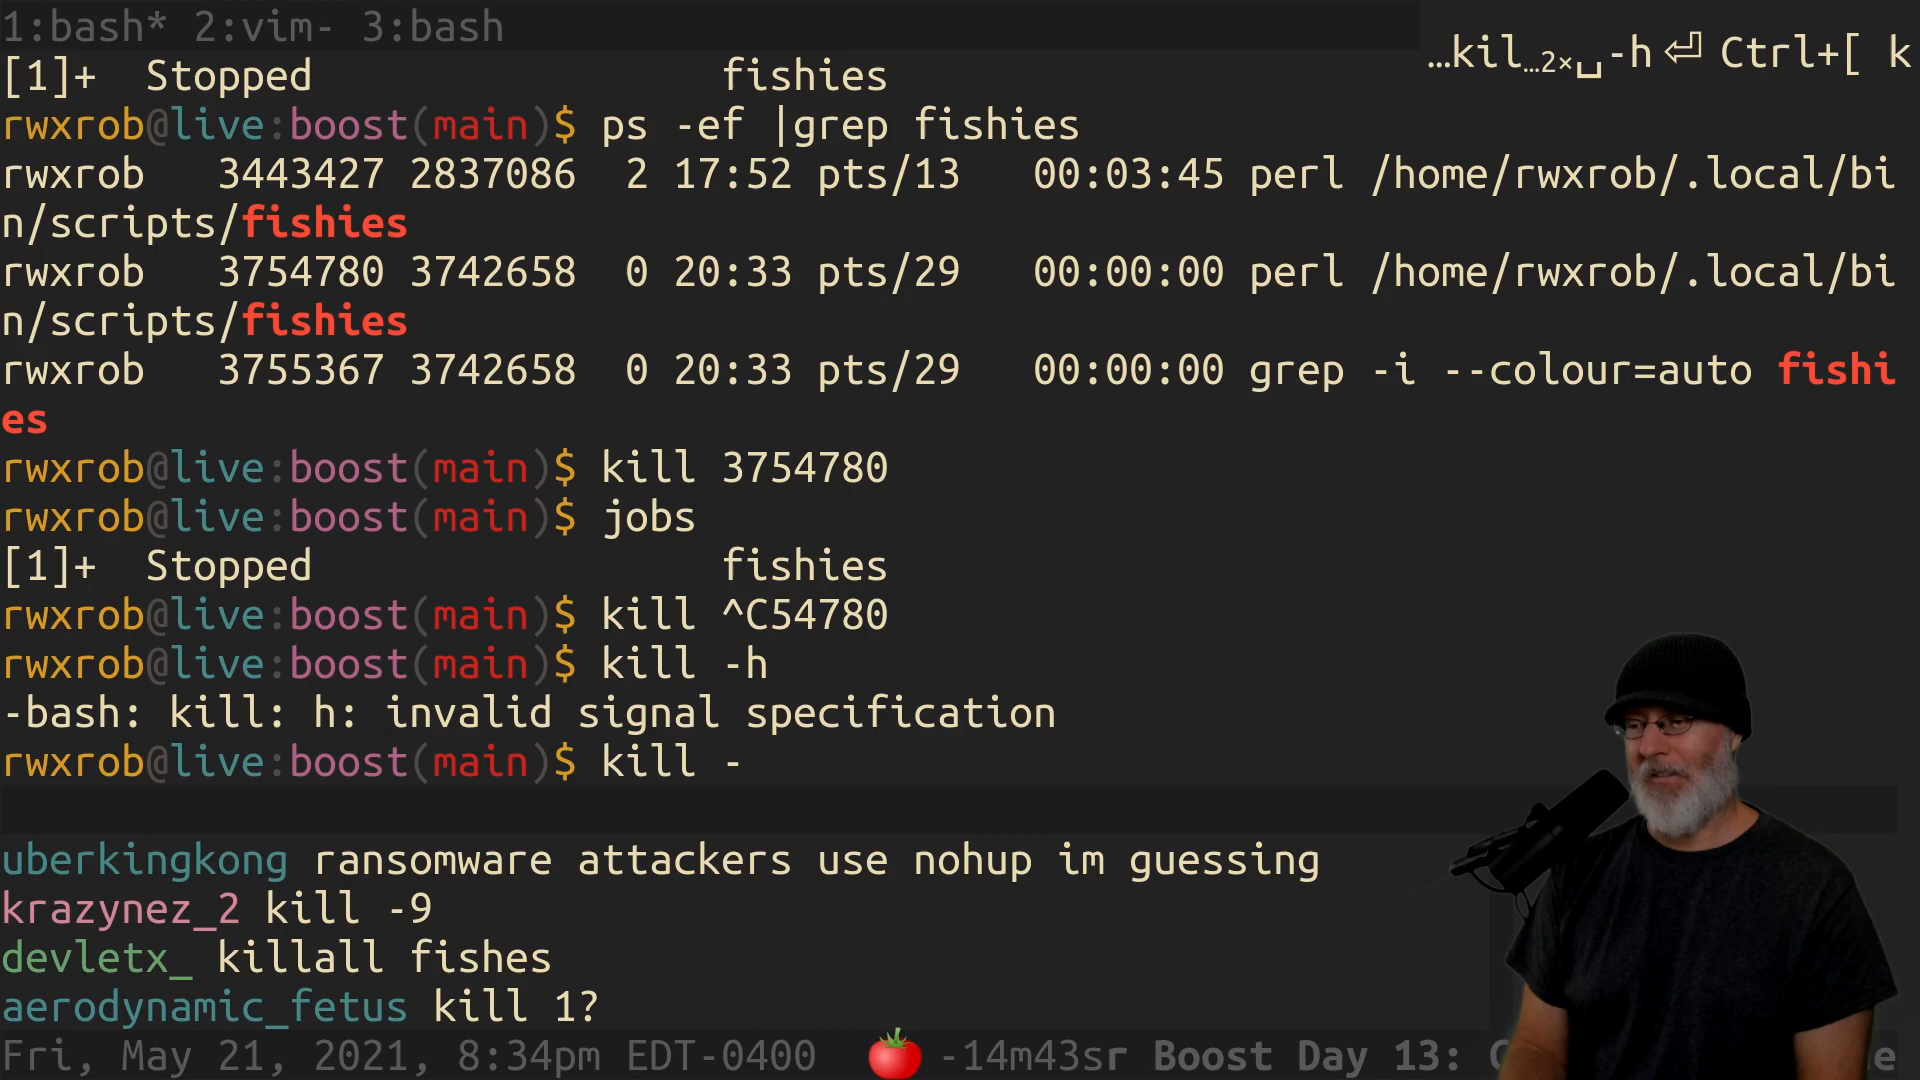 1:bash* 2:vim- 3:bash
…kil…2×␣-h⏎ Ctrl+[ k
[1]+  Stopped                 fishies
rwxrob@live:boost(main)$ ps -ef |grep fishies
rwxrob   3443427 2837086  2 17:52 pts/13   00:03:45 perl /home/rwxrob/.local/bi
n/scripts/fishies
rwxrob   3754780 3742658  0 20:33 pts/29   00:00:00 perl /home/rwxrob/.local/bi
n/scripts/fishies
rwxrob   3755367 3742658  0 20:33 pts/29   00:00:00 grep -i --colour=auto fishi
es
rwxrob@live:boost(main)$ kill 3754780
rwxrob@live:boost(main)$ jobs
[1]+  Stopped                 fishies
rwxrob@live:boost(main)$ kill ^C54780
rwxrob@live:boost(main)$ kill -h
-bash: kill: h: invalid signal specification
rwxrob@live:boost(main)$ kill -
uberkingkong ransomware attackers use nohup im guessing
krazynez_2 kill -9
devletx_ killall fishes
aerodynamic_fetus kill 1?
Fri, May 21, 2021, 8:34pm EDT-0400 🍅 -14m43sr Boost Day 13: